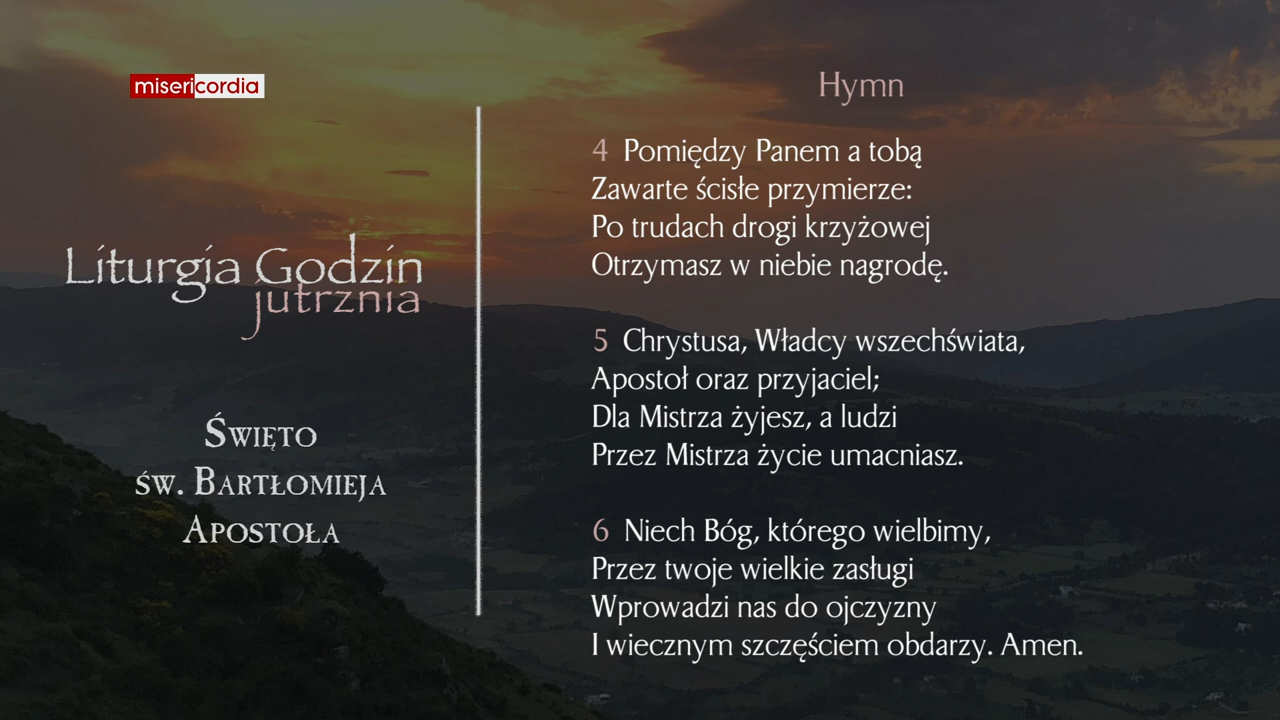 misericordia
Liturgia Godzin
jutrznia
Święto
św. Bartłomieja
Apostoła
Hymn
4 Pomiędzy Panem a tobą
Zawarte ścisłe przymierze:
Po trudach drogi krzyżowej
Otrzymasz w niebie nagrodę.
5 Chrystusa, Władcy wszechświata,
Apostoł oraz przyjaciel;
Dla Mistrza żyjesz, a ludzi
Przez Mistrza życie umacniasz.
6 Niech Bóg, którego wielbimy,
Przez twoje wielkie zasługi
Wprowadzi nas do ojczyzny
I wiecznym szczęściem obdarzy. Amen.